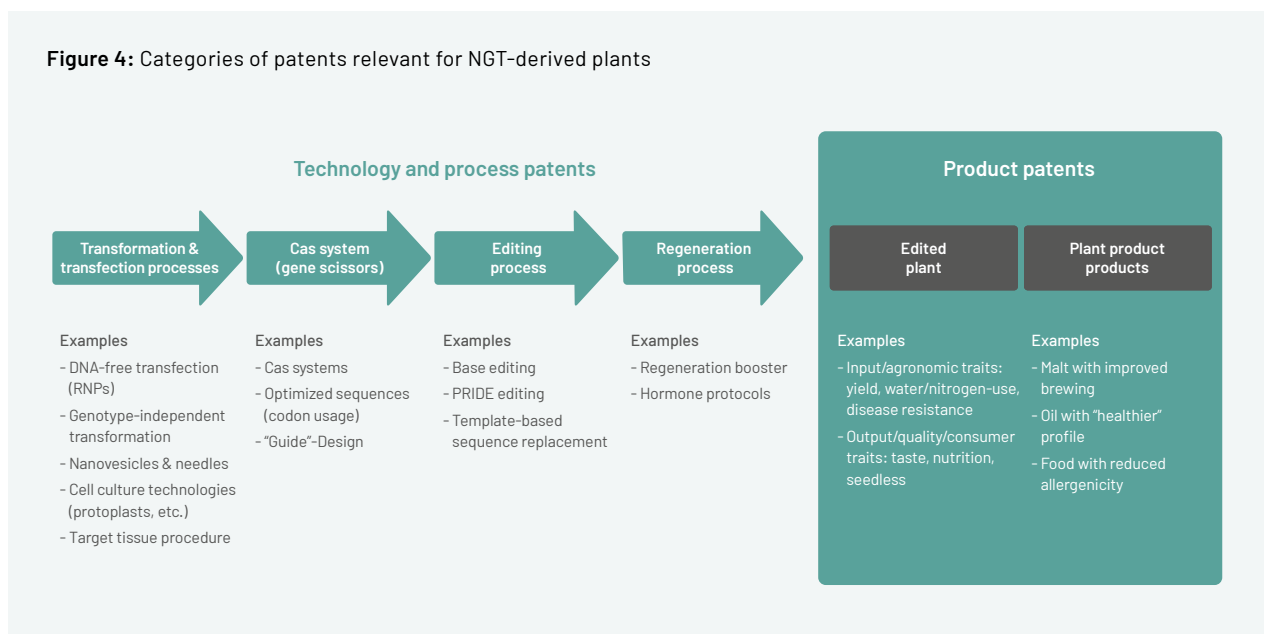 Figure 4: Categories of patents relevant for NGT-derived plants
Technology and process patents
Transformation &
transfection processes
Cas system
(gene scissors)
Editing
process
Regeneration
process
Examples
- DNA-free transfection
(RNPs)
- Genotype-independent
transformation
- Nanovesicles & needles
- Cell culture technologies
(protoplasts, etc.)
- Target tissue procedure
Examples
- Cas systems
- Optimized sequences
(codon usage)
- “Guide”-Design
Examples
- Base editing
- PRIDE editing
- Template-based
sequence replacement
Examples
- Regeneration booster
- Hormone protocols
Product patents
Edited
plant
Plant product
products
Examples
- Input/agronomic traits:
yield, water/nitrogen-use,
disease resistance
- Output/quality/consumer
traits: taste, nutrition,
seedless
Examples
- Malt with improved
brewing
- Oil with “healthier”
profile
- Food with reduced
allergenicity